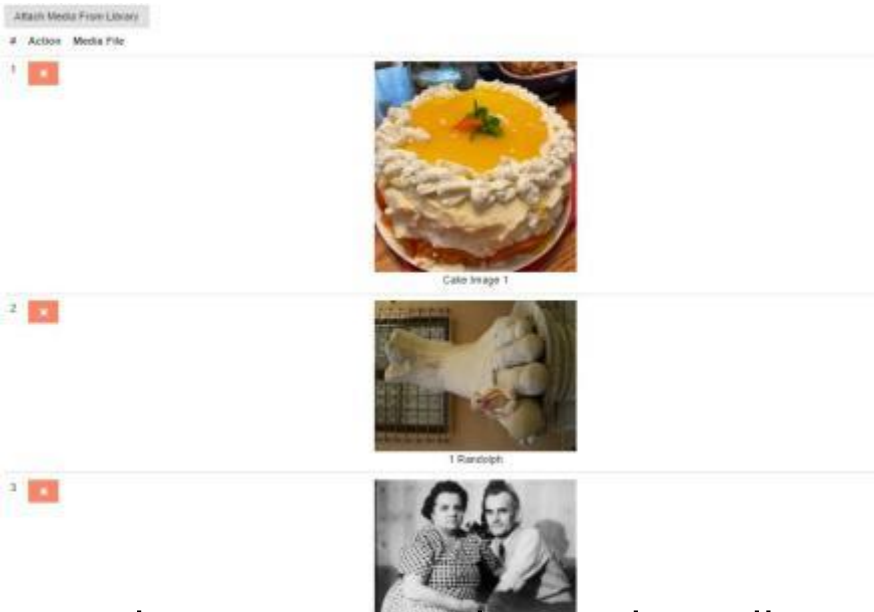 Attach Media From Library
# Action Media File
1
Cake Image 1
2
1 Randolph
3